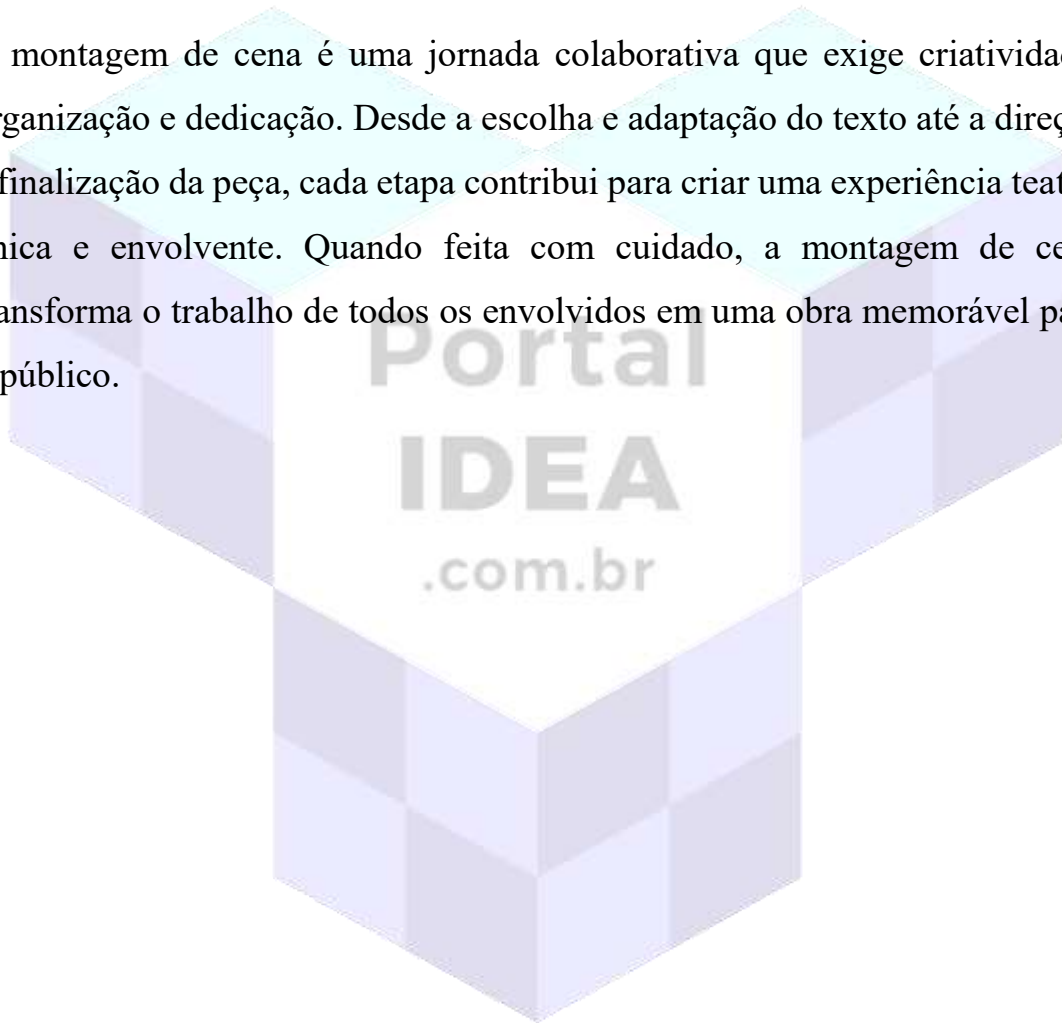 montagem de cena é uma jornada colaborativa que exige criativida
rganização e dedicação. Desde a escolha e adaptação do texto até a direç
finalização da peça, cada etapa contribui para criar uma experiência teat
nica e envolvente. Quando feita com cuidado, a montagem de ce
ansforma o trabalho de todos os envolvidos em uma obra memorável pa
público.
Portal
IDEA
.com.br